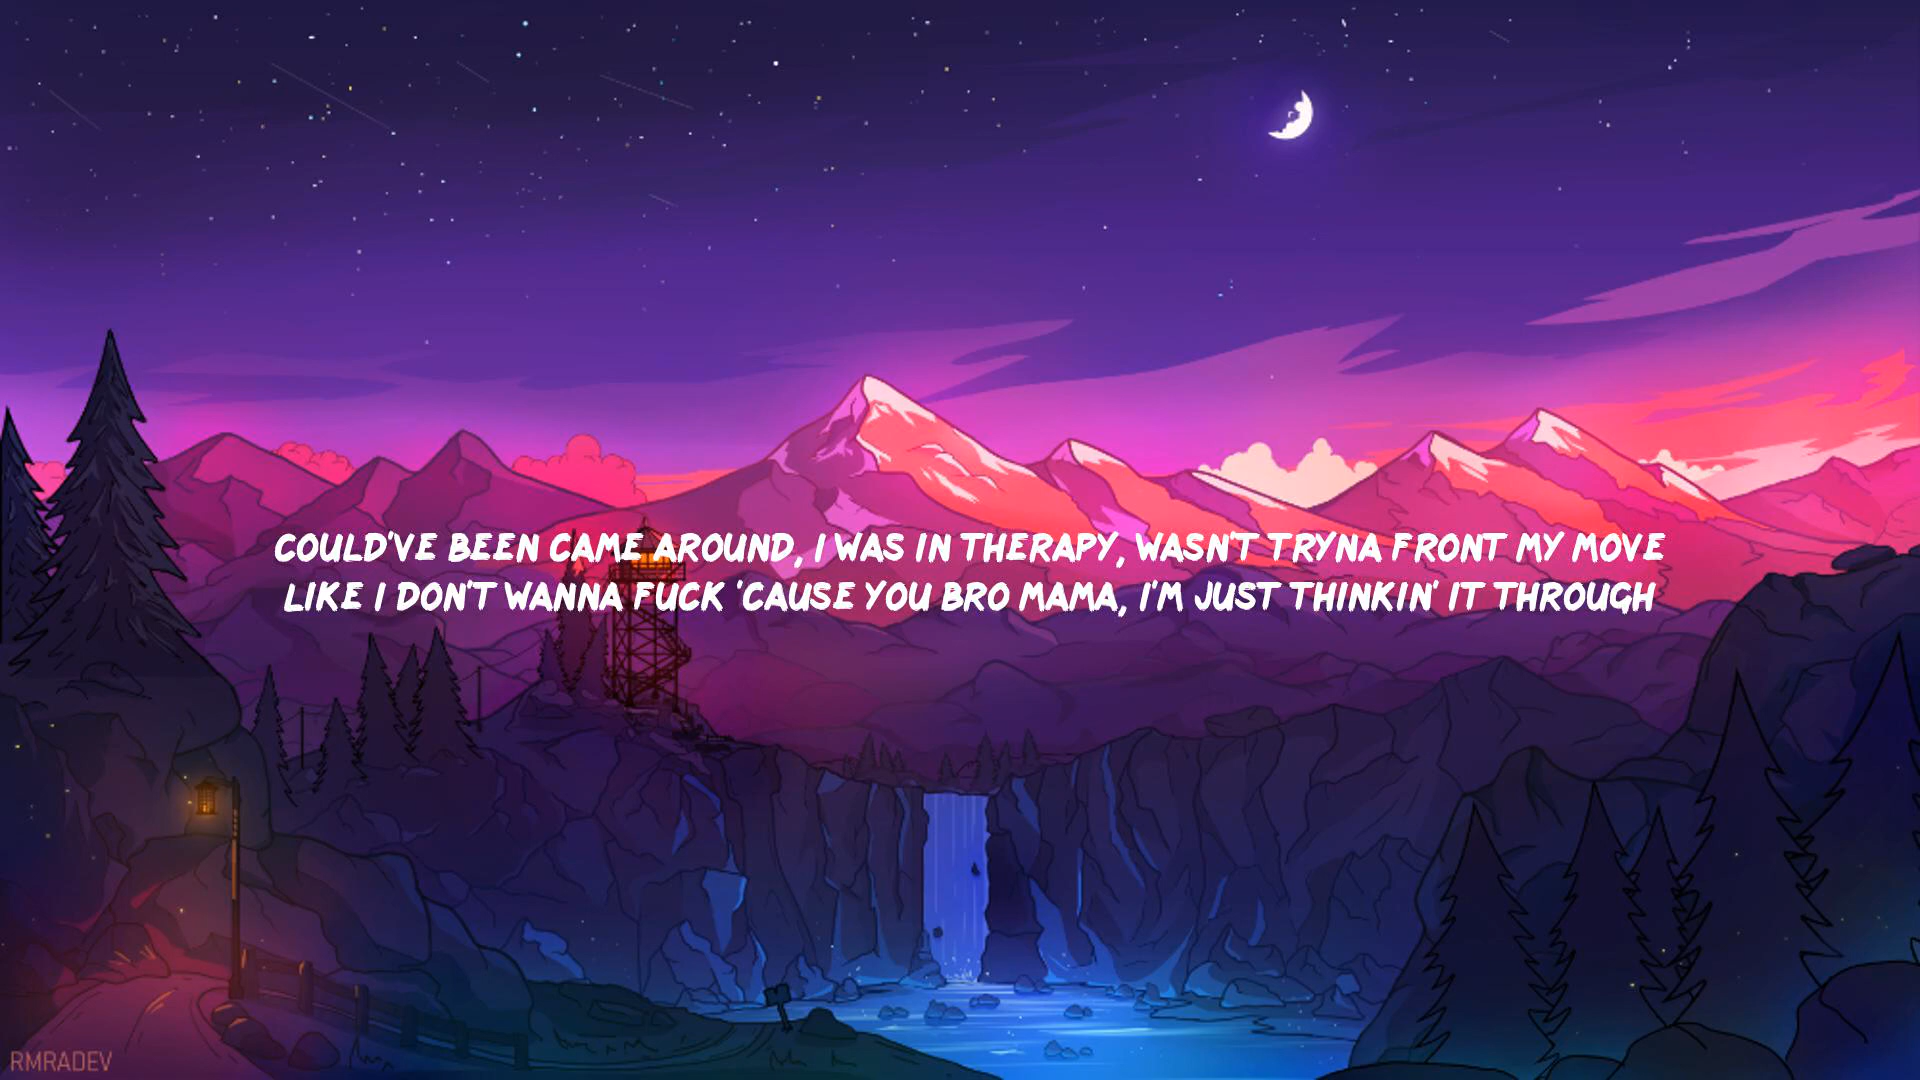 COULD'VE BEEN CAME AROUND, I WAS IN THERAPY, WASN'T TRYNA FRONT MY MOVE
LIKE I DON'T WANNA FUCK 'CAUSE YOU BRO MAMA, I'M JUST THINKIN' IT THROUGH
RMRADEV